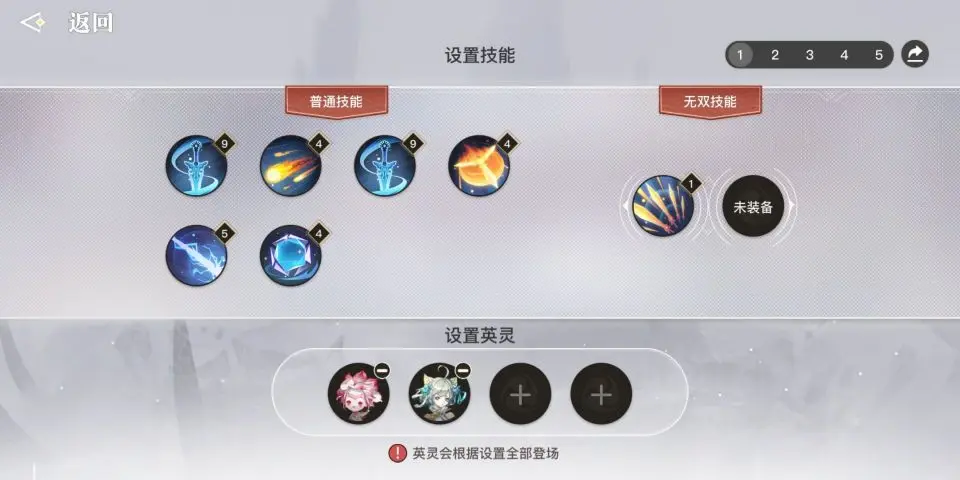 返回
设置技能
1 2 3 4 5
普通技能
无双技能
9 4 9 4
1
未装备
5 4
设置英灵
英灵会根据设置全部登场